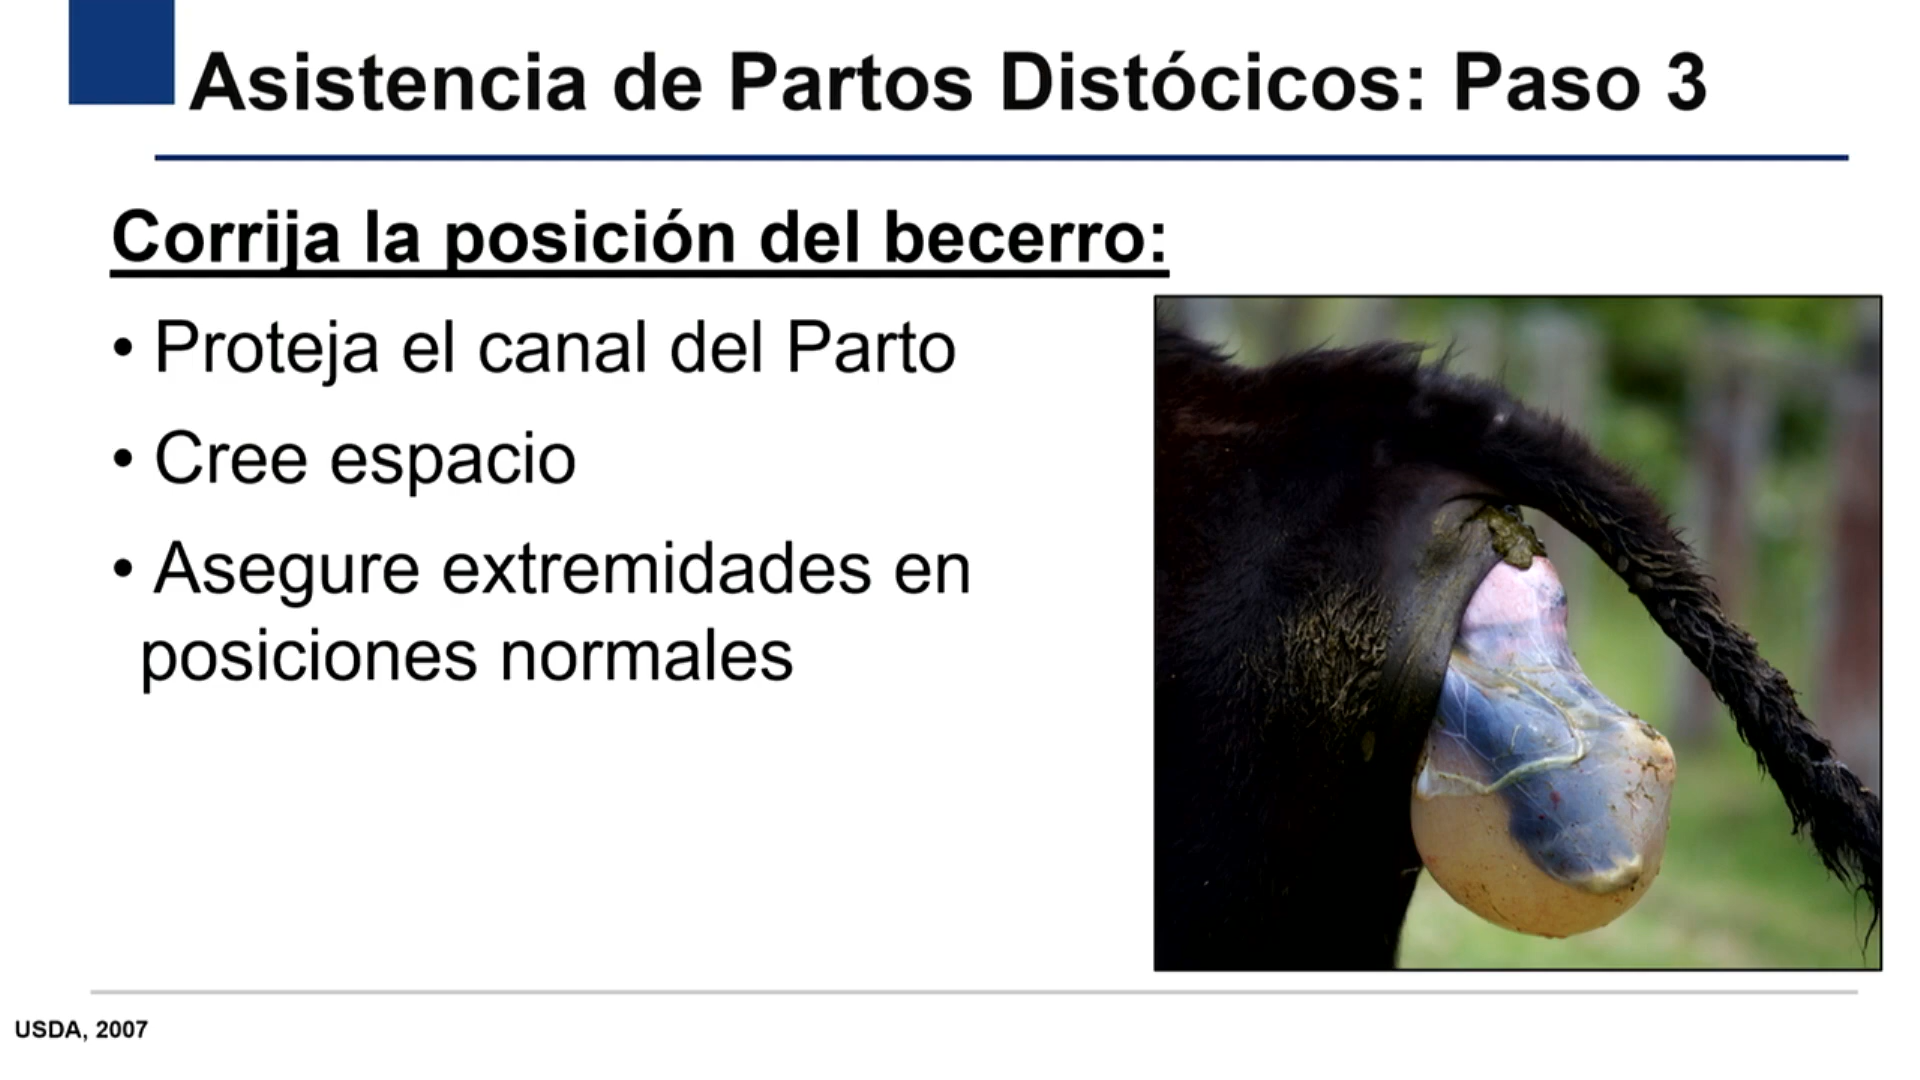 Asistencia de Partos Distócicos: Paso 3
Corrija la posición del becerro:
• Proteja el canal del Parto
• Cree espacio
• Asegure extremidades en
posiciones normales
USDA, 2007